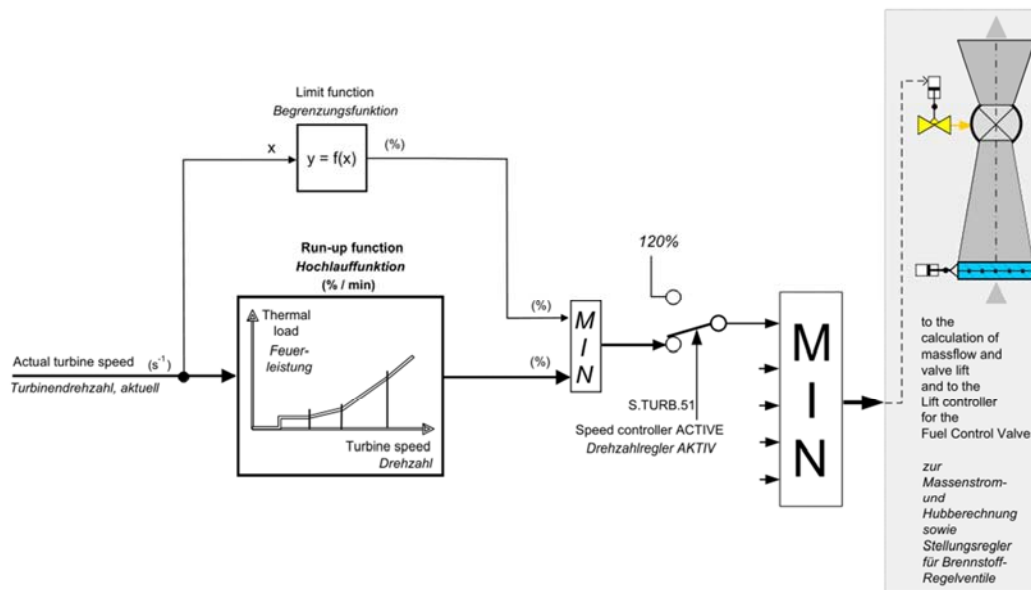 Limit function
Begrenzungsfunktion
x
y = f(x)
(%)
Run-up function
Hochlauffunktion
(% / min)
Thermal
load
Feuer-
leistung
Turbine speed
Drehzahl
Actual turbine speed (s⁻¹)
Turbinendrehzahl, aktuell
(%)
(%)
MIN
120%
S.TURB.51
Speed controller ACTIVE
Drehzahlregler AKTIV
MIN
to the
calculation of
massflow and
valve lift
and to the
Lift controller
for the
Fuel Control Valve
zur
Massenstrom-
und
Hubberechnung
sowie
Stellungsregler
für Brennstoff-
Regelventile